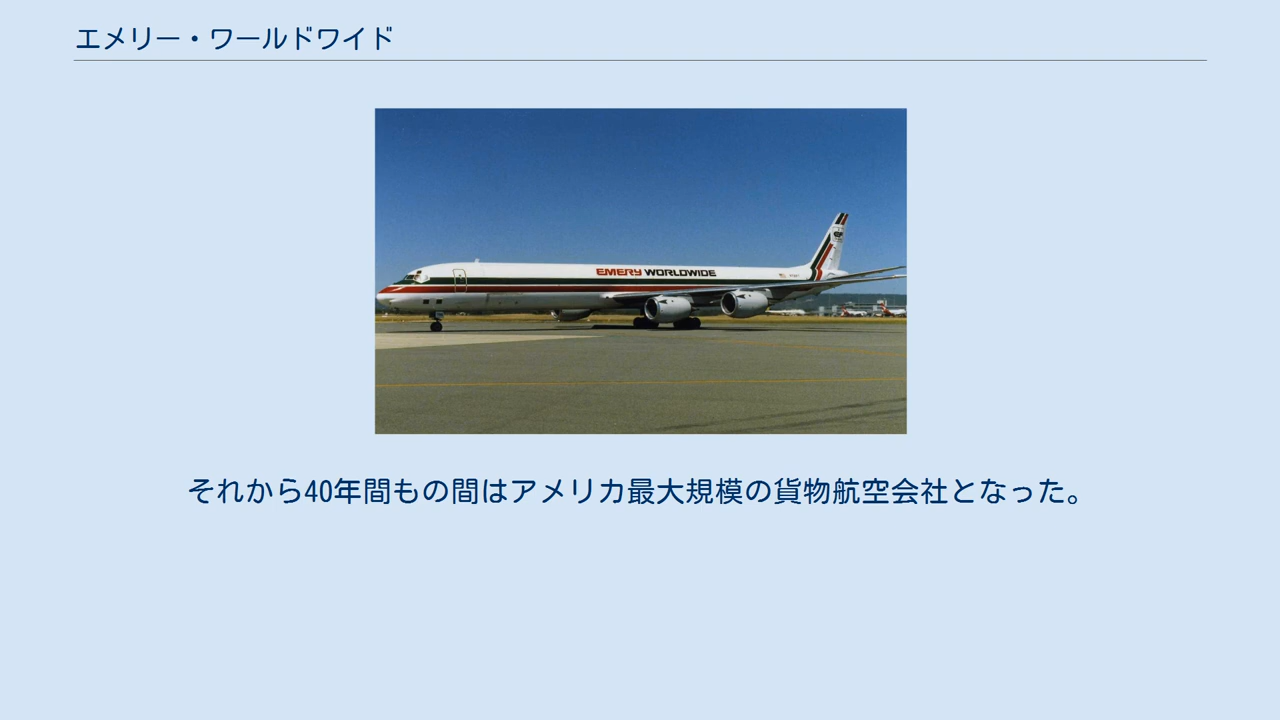 エメリー・ワールドワイド
EMERY WORLDWIDE
それから40年間もの間はアメリカ最大規模の貨物航空会社となった。